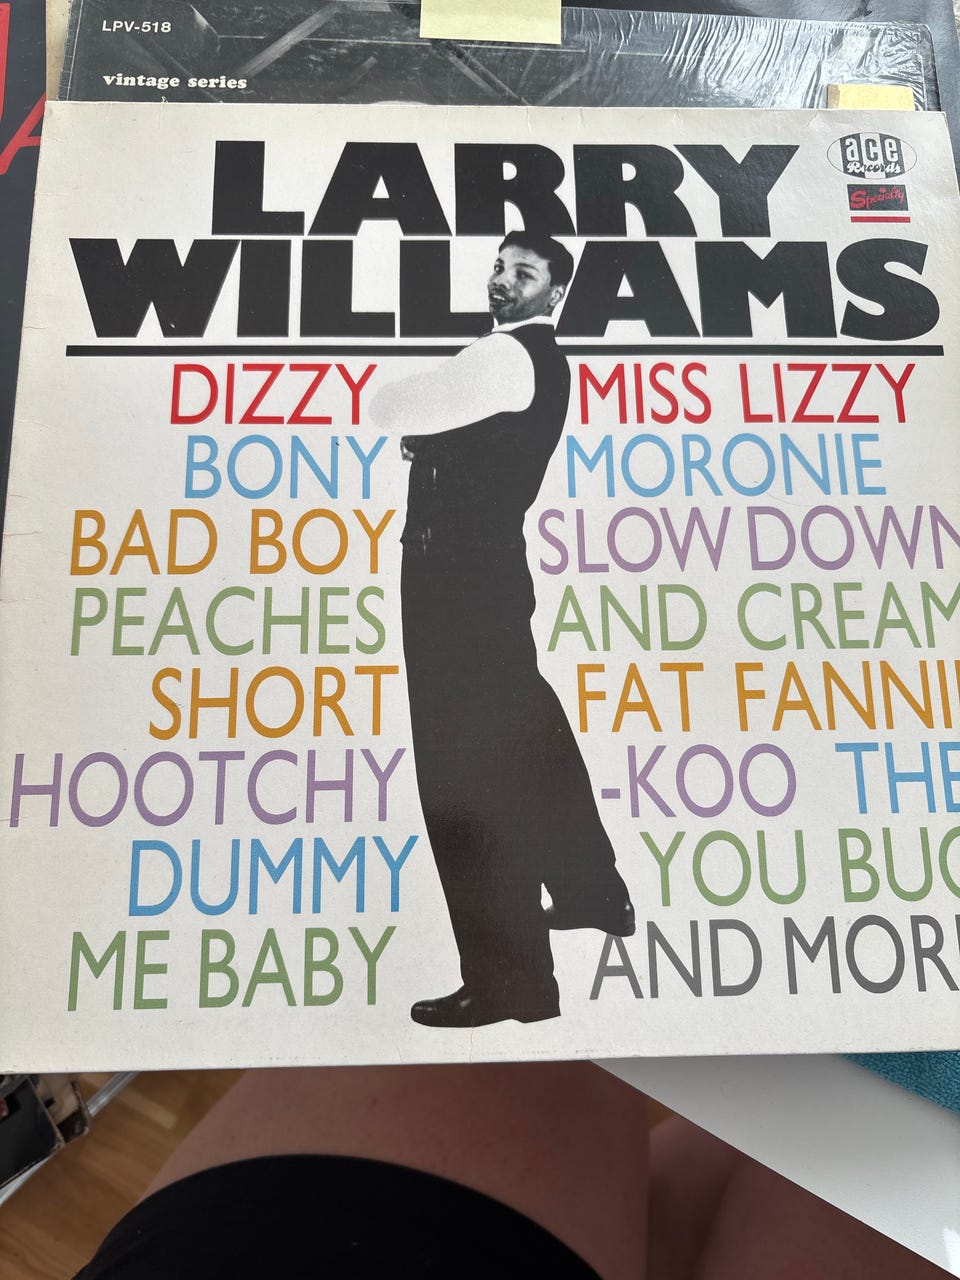 LPV-518
vintage series
LARRY
ace
Records
Specialty
WILLIAMS
DIZZY MISS LIZZY
BONY MORONIE
BAD BOY SLOW DOWN
PEACHES AND CREAM
SHORT FAT FANNI
HOOTCHY -KOO THE
DUMMY YOU BUG
ME BABY AND MOR